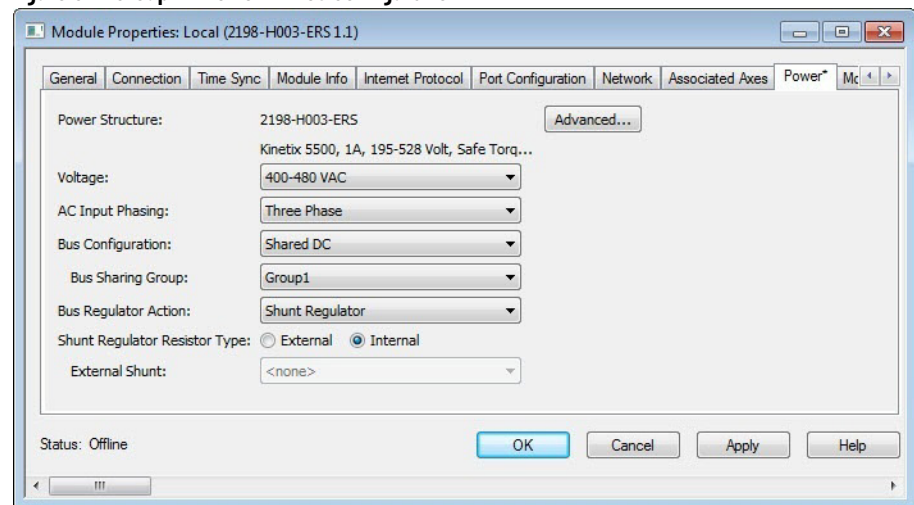 Module Properties: Local (2198-H003-ERS 1.1)
General Connection Time Sync Module Info Internet Protocol Port Configuration Network Associated Axes Power* Mc
Power Structure: 2198-H003-ERS Advanced...
Kinetix 5500, 1A, 195-528 Volt, Safe Torq...
Voltage: 400-480 VAC
AC Input Phasing: Three Phase
Bus Configuration: Shared DC
Bus Sharing Group: Group1
Bus Regulator Action: Shunt Regulator
Shunt Regulator Resistor Type: External Internal
External Shunt: <none>
Status: Offline OK Cancel Apply Help